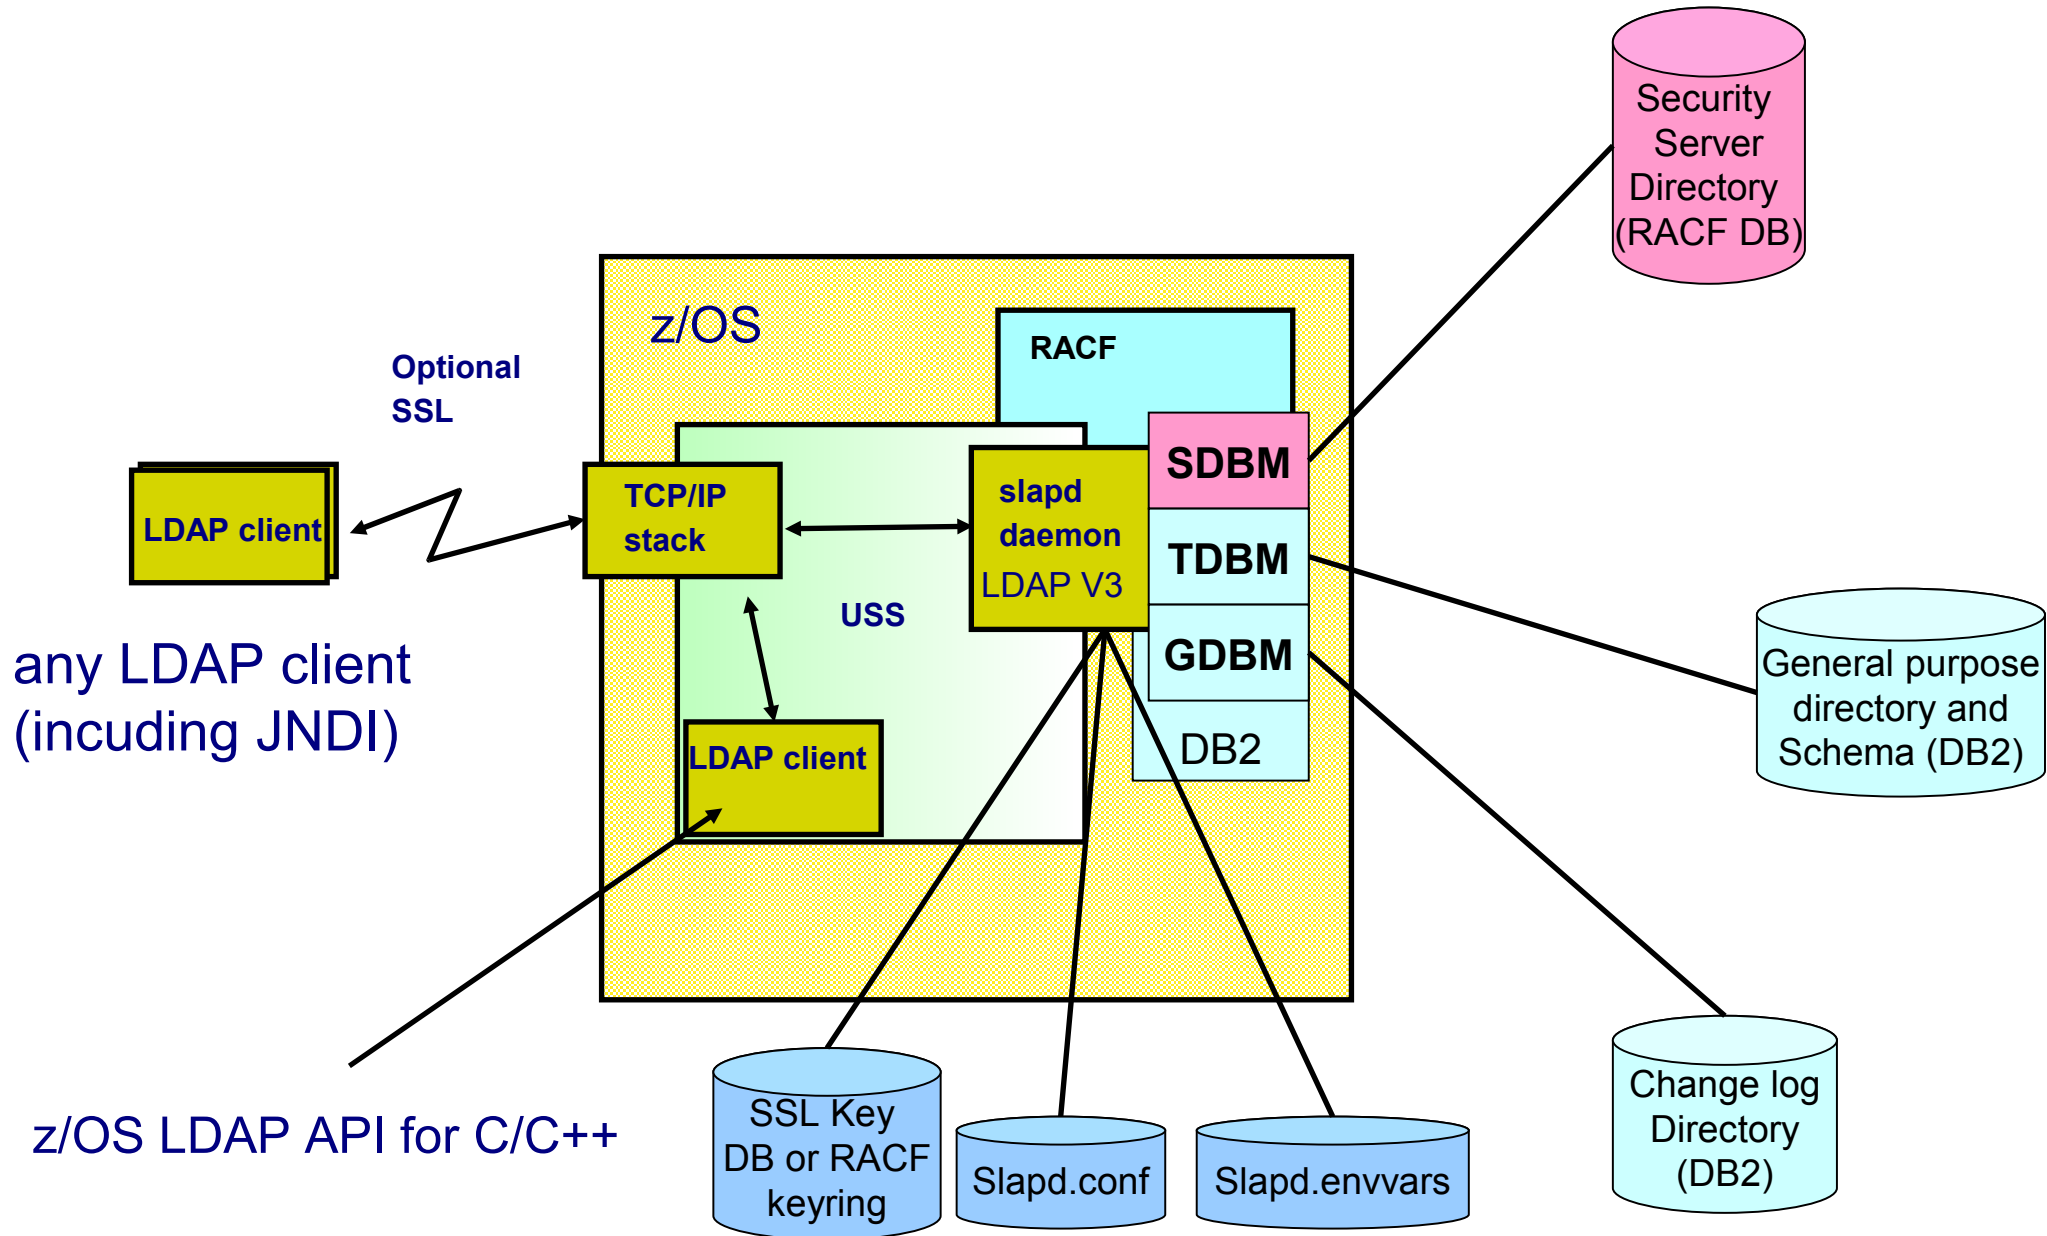 Security
Server
Directory
(RACF DB)
z/OS
RACF
Optional
SSL
SDBM
TCP/IP
stack
slapd
daemon
LDAP V3
LDAP client
TDBM
USS
GDBM
any LDAP client
(incuding JNDI)
General purpose
directory and
Schema (DB2)
DB2
LDAP client
z/OS LDAP API for C/C++
SSL Key
DB or RACF
keyring
Slapd.conf
Slapd.envvars
Change log
Directory
(DB2)